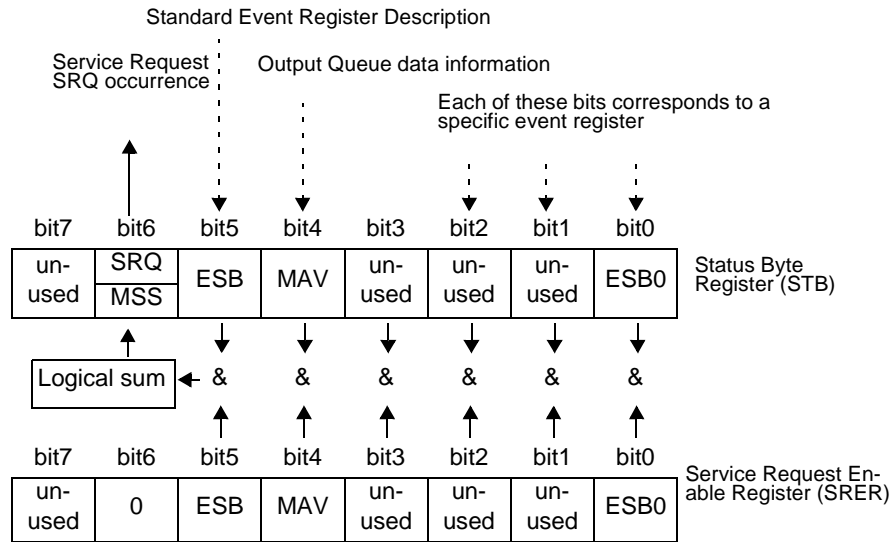 Standard Event Register Description
Service Request
SRQ occurrence
Output Queue data information
Each of these bits corresponds to a
specific event register
bit7 bit6 bit5 bit4 bit3 bit2 bit1 bit0
un-
used
SRQ
MSS
ESB
MAV
un-
used
un-
used
un-
used
ESB0
Status Byte
Register (STB)
Logical sum
& & & & & &
bit7 bit6 bit5 bit4 bit3 bit2 bit1 bit0
un-
used
0
ESB
MAV
un-
used
un-
used
un-
used
ESB0
Service Request En-
able Register (SRER)